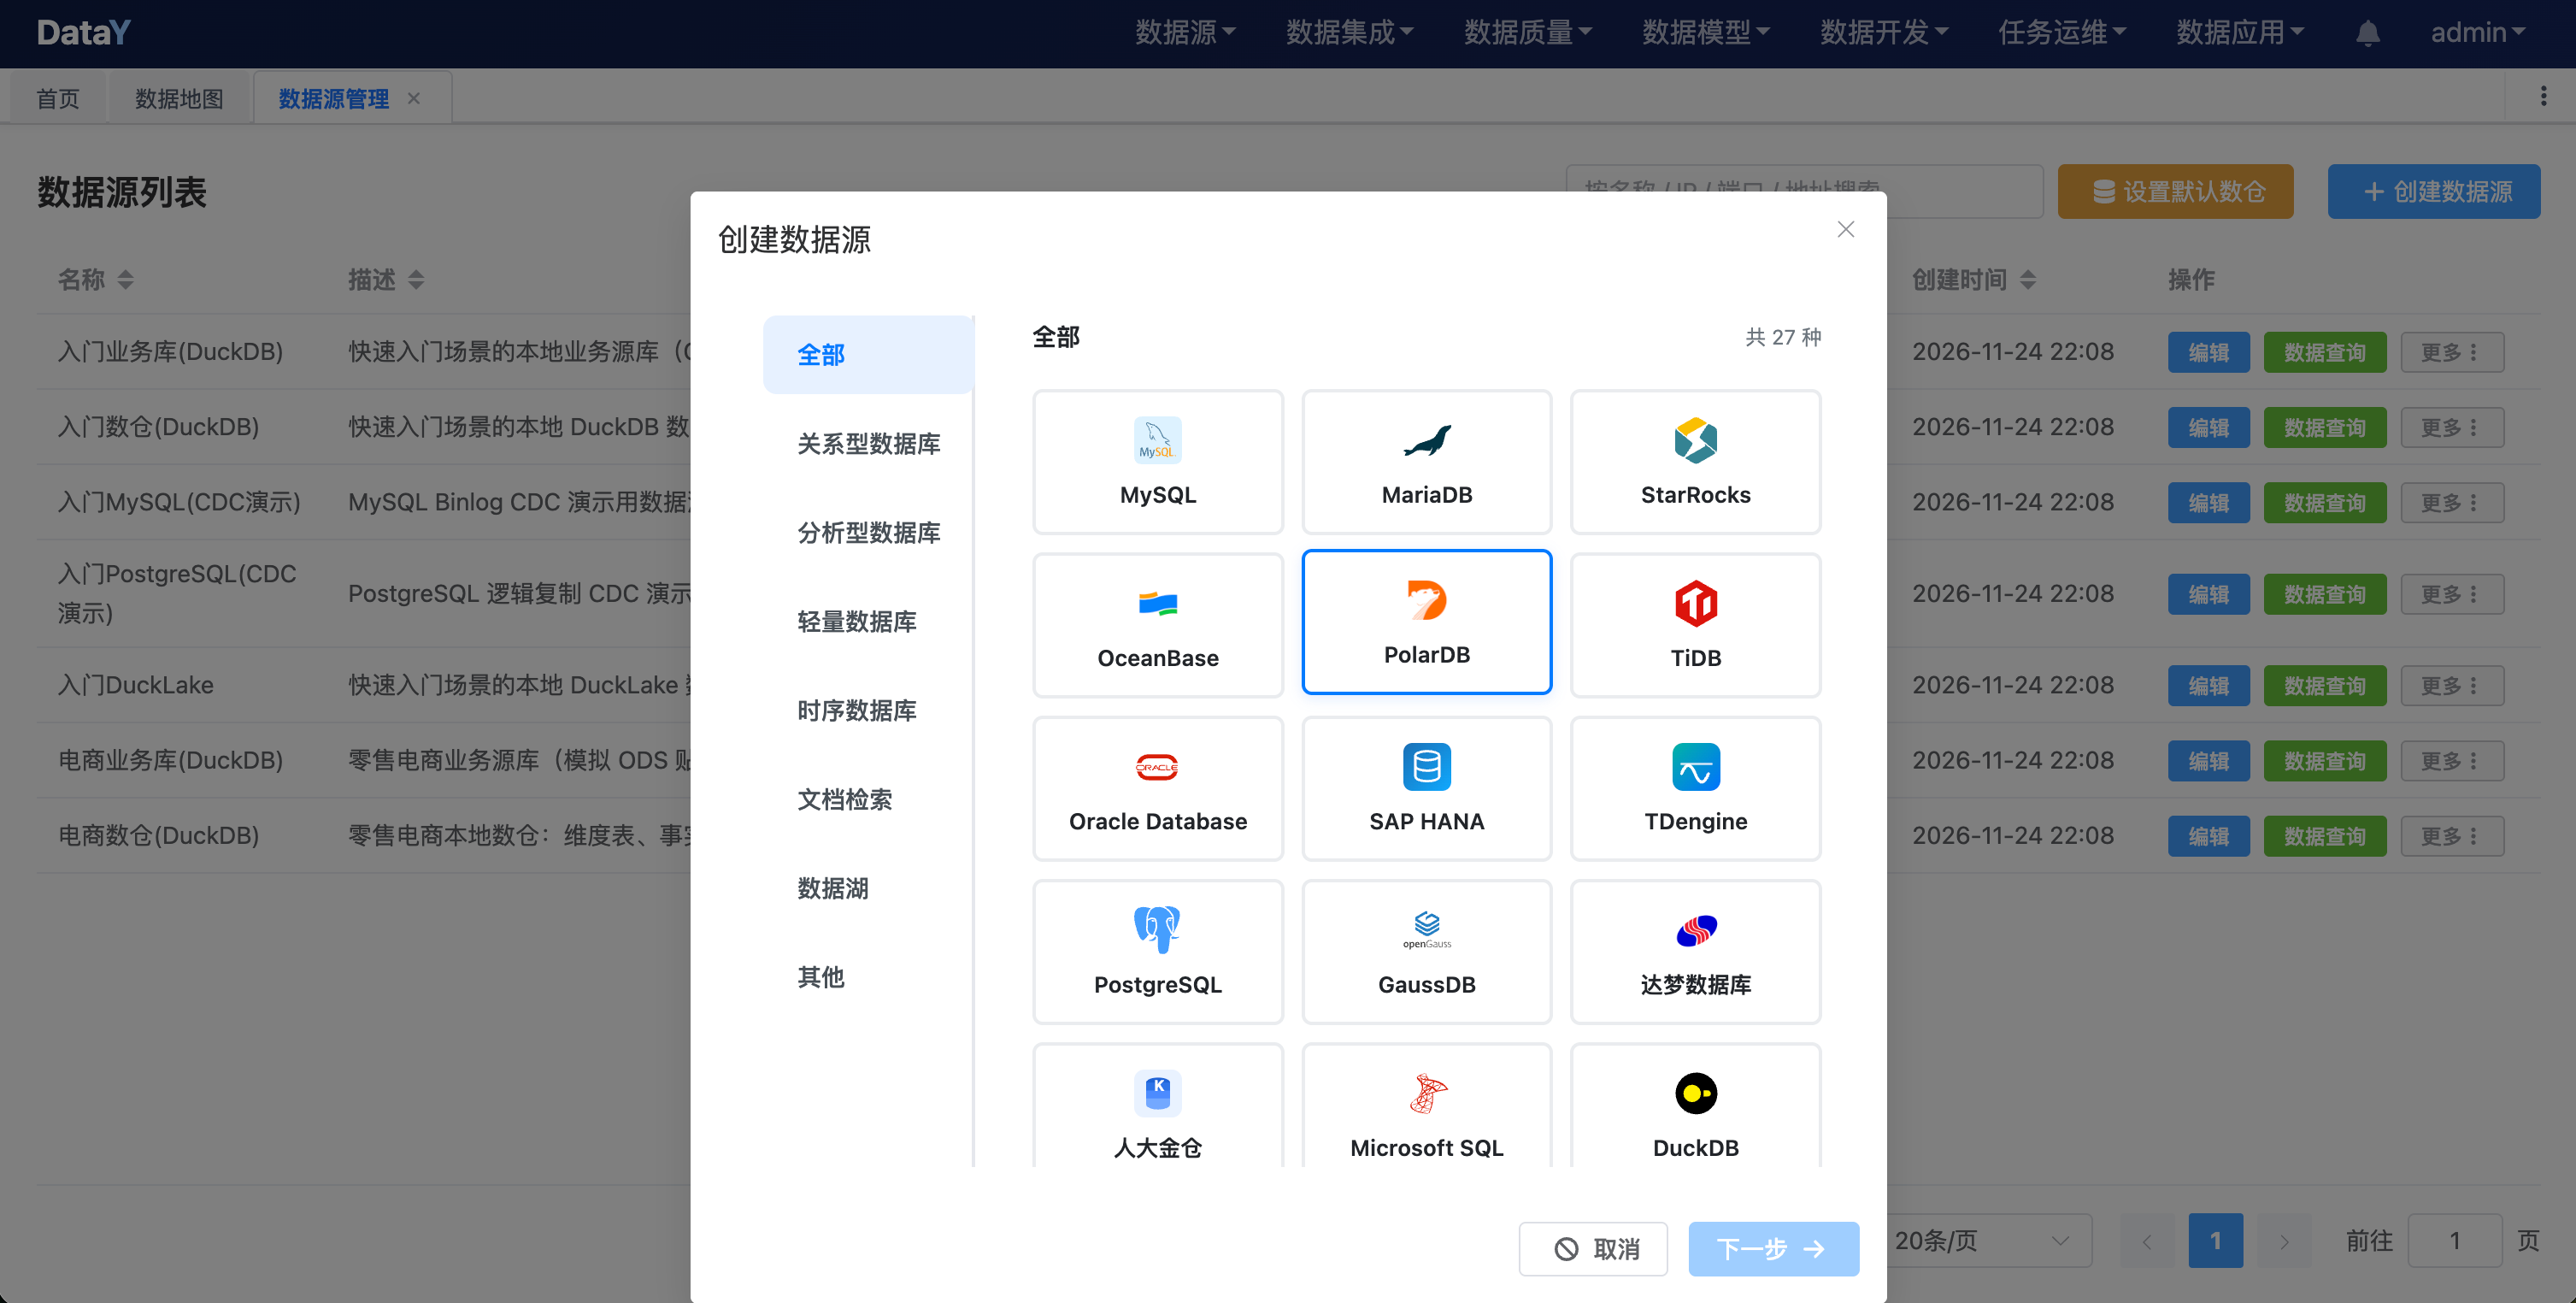 DataY
数据源
数据集成
数据质量
数据模型
数据开发
任务运维
数据应用
admin
首页
数据地图
数据源管理
数据源列表
设置默认数仓
创建数据源
名称
描述
创建时间
操作
入门业务库(DuckDB)
快速入门场景的本地业务源库
2026-11-24 22:08
编辑
数据查询
更多
入门数仓(DuckDB)
快速入门场景的本地 DuckDB 数
2026-11-24 22:08
编辑
数据查询
更多
入门MySQL(CDC演示)
MySQL Binlog CDC 演示用数据
2026-11-24 22:08
编辑
数据查询
更多
入门PostgreSQL(CDC
演示)
PostgreSQL 逻辑复制 CDC 演示
2026-11-24 22:08
编辑
数据查询
更多
入门DuckLake
快速入门场景的本地 DuckLake
2026-11-24 22:08
编辑
数据查询
更多
电商业务库(DuckDB)
零售电商业务源库（模拟 ODS 贴
2026-11-24 22:08
编辑
数据查询
更多
电商数仓(DuckDB)
零售电商本地数仓：维度表、事实
2026-11-24 22:08
编辑
数据查询
更多
创建数据源
全部
关系型数据库
分析型数据库
轻量数据库
时序数据库
文档检索
数据湖
其他
全部
共 27 种
MySQL
MySQL
MariaDB
StarRocks
OceanBase
PolarDB
TiDB
ORACLE
Oracle Database
SAP HANA
TDengine
PostgreSQL
openGauss
GaussDB
达梦数据库
K
人大金仓
Microsoft SQL
DuckDB
取消
下一步
20条/页
1
前往
1
页